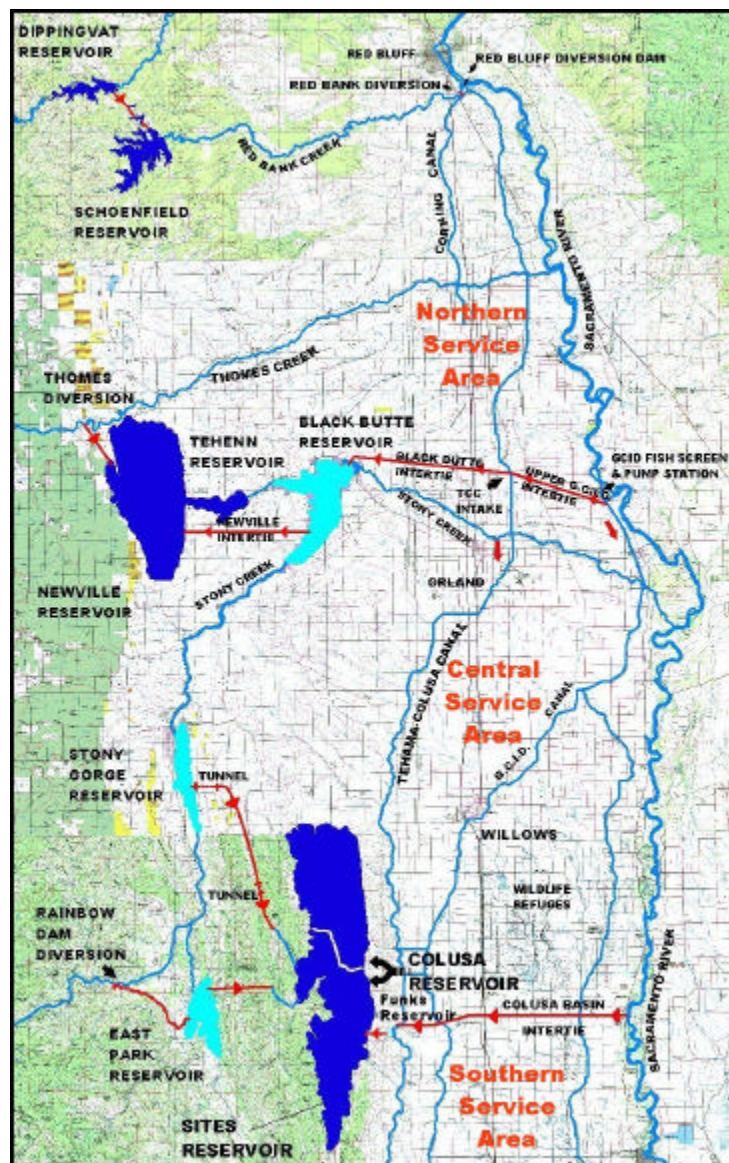 DIPPINGVAT
RESERVOIR
RED BLUFF
RED BLUFF DIVERSION DAM
RED BANK DIVERSION
RED BANK CREEK
CORNING CANAL
SCHOENFIELD
RESERVOIR
SACRAMENTO RIVER
Northern
Service
Area
THOMES CREEK
THOMES
DIVERSION
TEHENN
RESERVOIR
BLACK BUTTE
RESERVOIR
BLACK BUTTE
INTERTIE
UPPER G.C.I.D.
INTERTIE
GCID FISH SCREEN
& PUMP STATION
TCC
INTAKE
NEWVILLE
INTERTIE
STONY CREEK
ORLAND
NEWVILLE
RESERVOIR
STONY CREEK
TEHAMA-COLUSA CANAL
Central
Service
Area
G.C.I.D. CANAL
STONY
GORGE
RESERVOIR
TUNNEL
WILLOWS
TUNNEL
WILDLIFE
REFUGES
RAINBOW
DAM
DIVERSION
COLUSA
RESERVOIR
Funks
Reservoir
COLUSA BASIN
INTERTIE
SACRAMENTO RIVER
EAST
PARK
RESERVOIR
Southern
Service
Area
SITES
RESERVOIR